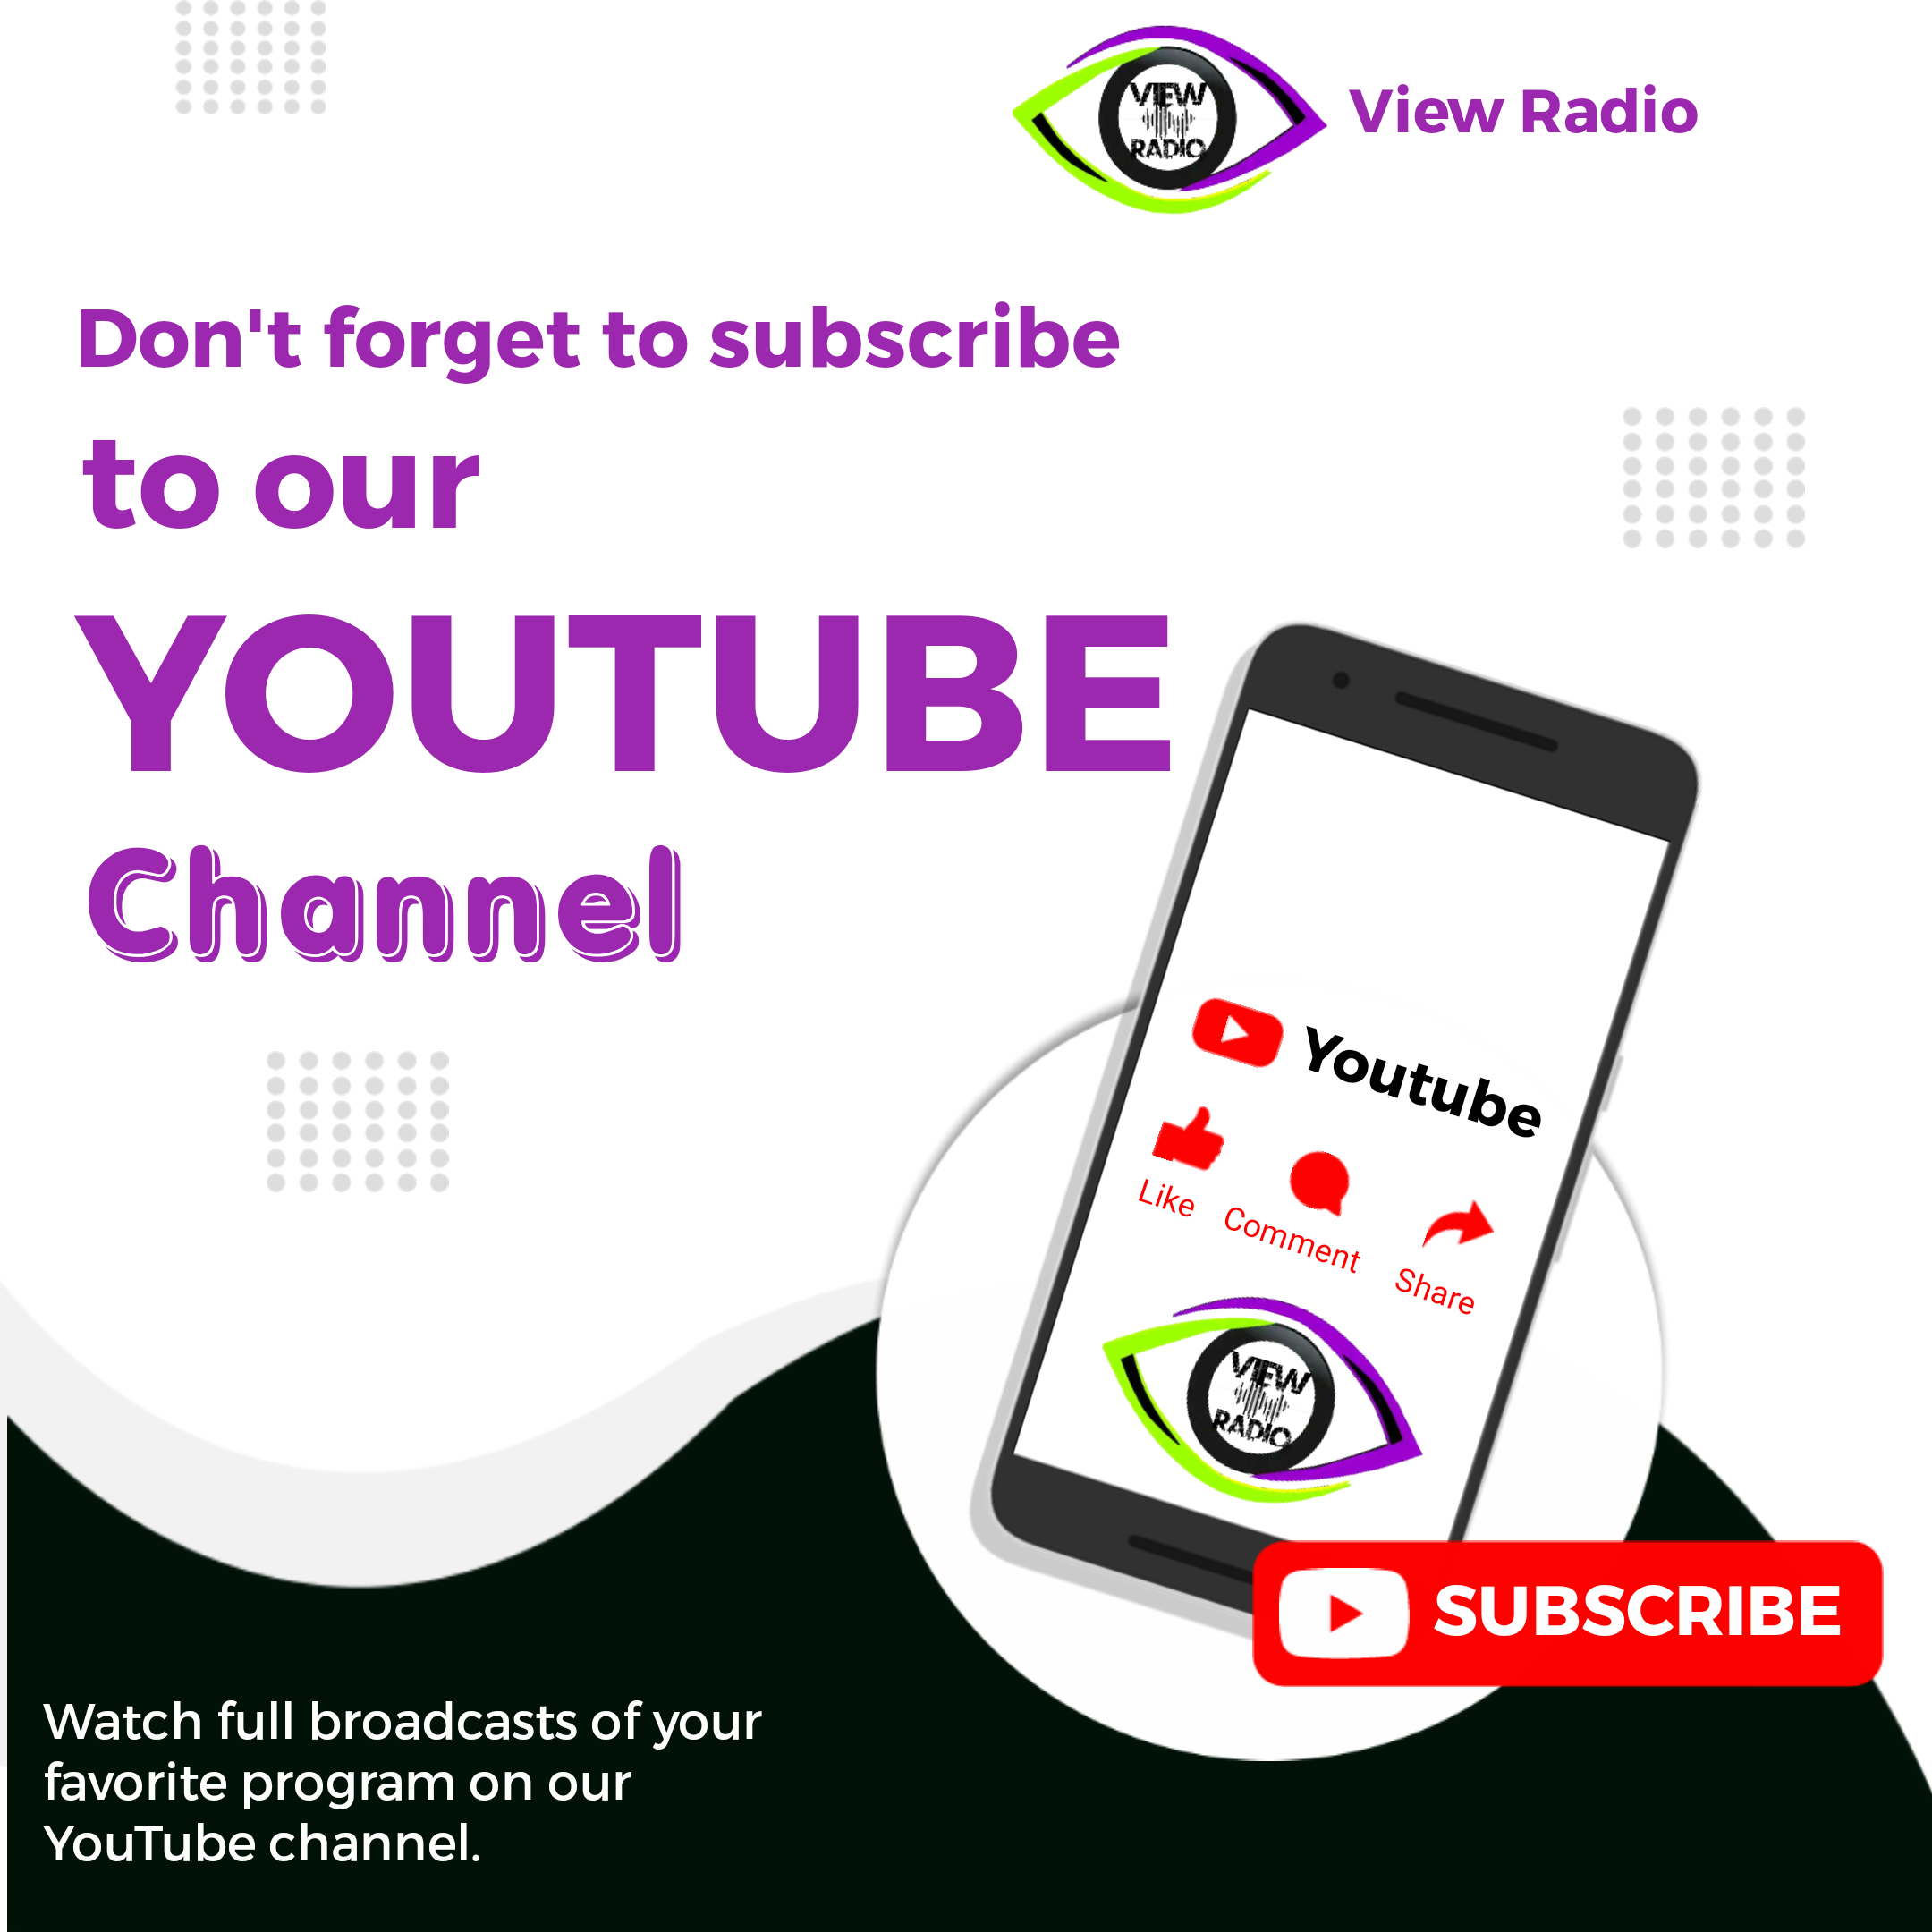 VIEW
RADIO
View Radio
Don't forget to subscribe
to our
YOUTUBE
Channel
Youtube
Like
Comment
Share
VIEW
RADIO
SUBSCRIBE
Watch full broadcasts of your
favorite program on our
YouTube channel.